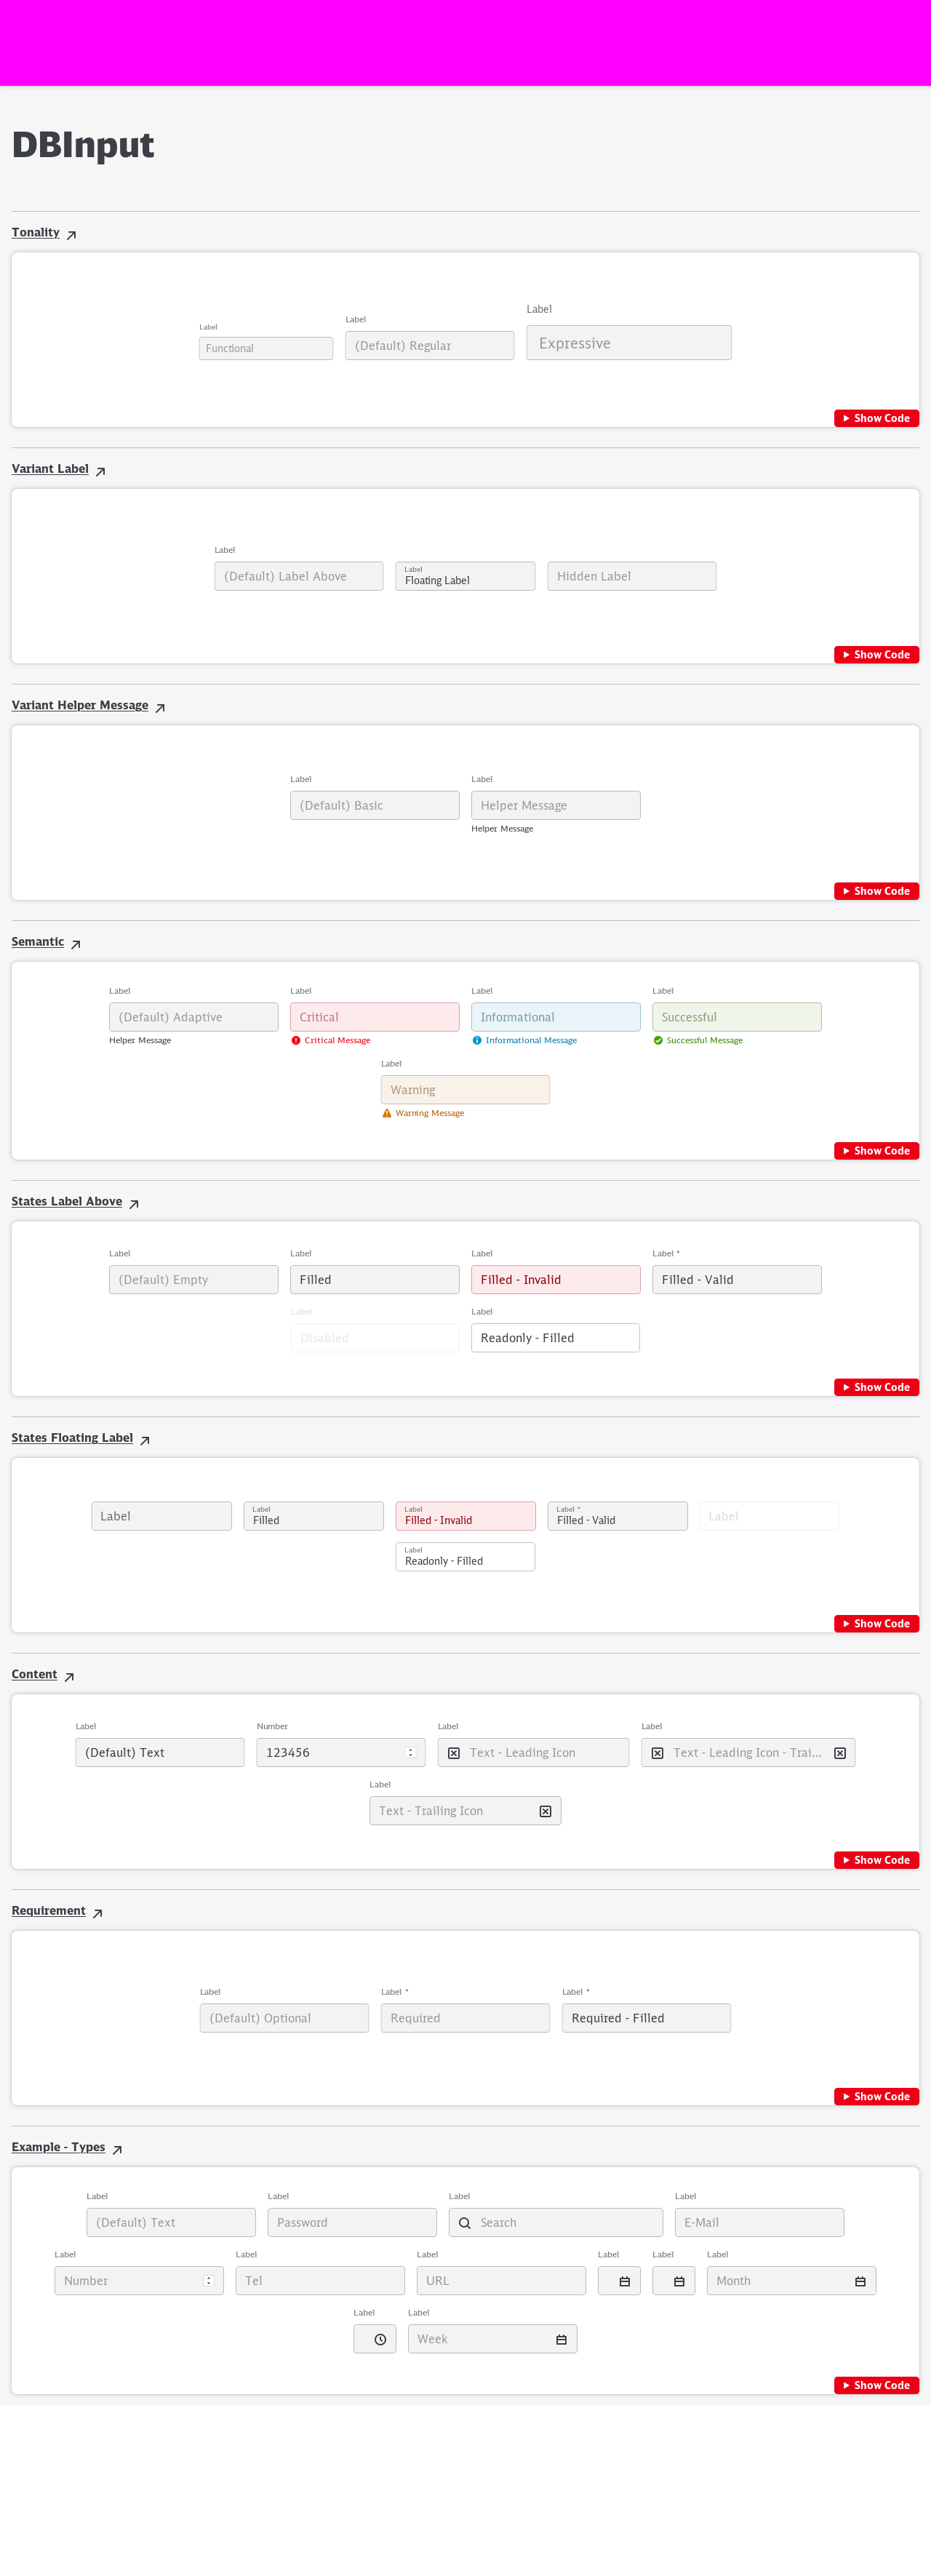 DBInput
Tonality
Label
Label
Label
Functional
(Default) Regular
Expressive
Show Code
Variant Label
Label
(Default) Label Above
Label
Floating Label
Hidden Label
Show Code
Variant Helper Message
Label
Label
(Default) Basic
Helper Message
Helper Message
Show Code
Semantic
Label
Label
Label
Label
(Default) Adaptive
Critical
Informational
Successful
Helper Message
Critical Message
Informational Message
Successful Message
Label
Warning
Warning Message
Show Code
States Label Above
Label
Label
Label
Label *
(Default) Empty
Filled
Filled - Invalid
Filled - Valid
Label
Label
Disabled
Readonly - Filled
Show Code
States Floating Label
Label
Label
Filled
Label
Filled - Invalid
Label *
Filled - Valid
Label
Label
Readonly - Filled
Show Code
Content
Label
Number
Label
Label
(Default) Text
123456
Text - Leading Icon
Text - Leading Icon - Trai...
Label
Text - Trailing Icon
Show Code
Requirement
Label
Label *
Label *
(Default) Optional
Required
Required - Filled
Show Code
Example - Types
Label
Label
Label
Label
(Default) Text
Password
Search
E-Mail
Label
Label
Label
Label
Label
Label
Number
Tel
URL
Month
Label
Label
Week
Show Code